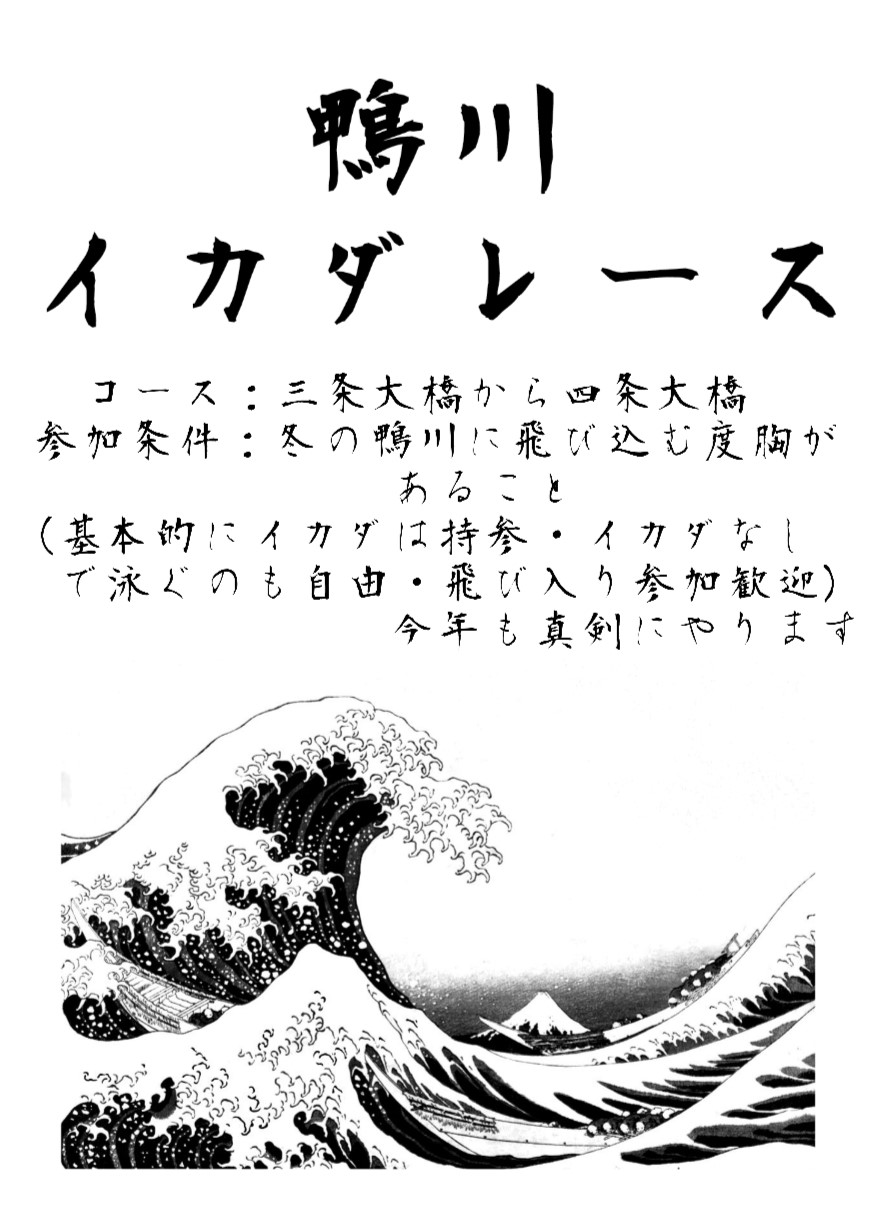 鴨川
イカダレース
コース：三条大橋から四条大橋
参加条件：冬の鴨川に飛び込む度胸が
あること
(基本的にイカダは持参・イカダなし
で泳ぐのも自由・飛び入り参加歓迎)
今年も真剣にやります